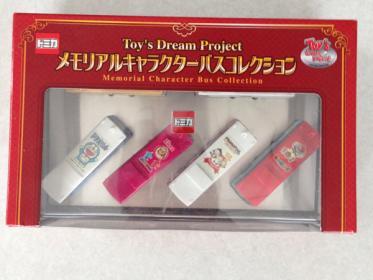 トミカ
Toy's Dream Project
メモリアルキャラクターバスコレクション
Memorial Character Bus Collection
トミカ